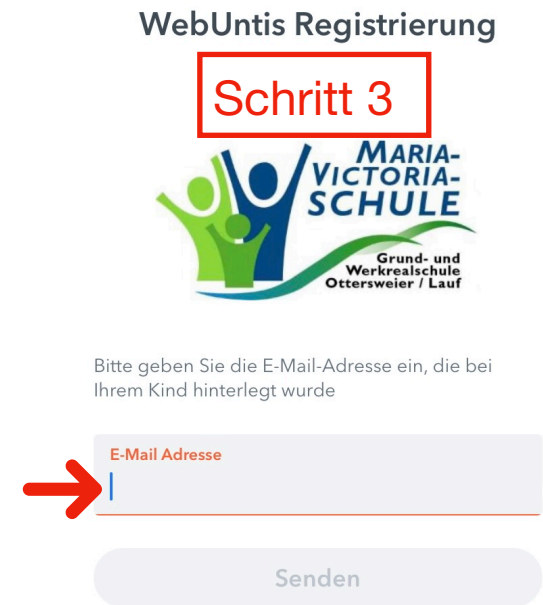 WebUntis Registrierung
Schritt 3
MARIA-
VICTORIA-
SCHULE
Grund- und
Werkrealschule
Ottersweier / Lauf
Bitte geben Sie die E-Mail-Adresse ein, die bei
Ihrem Kind hinterlegt wurde
E-Mail Adresse
Senden